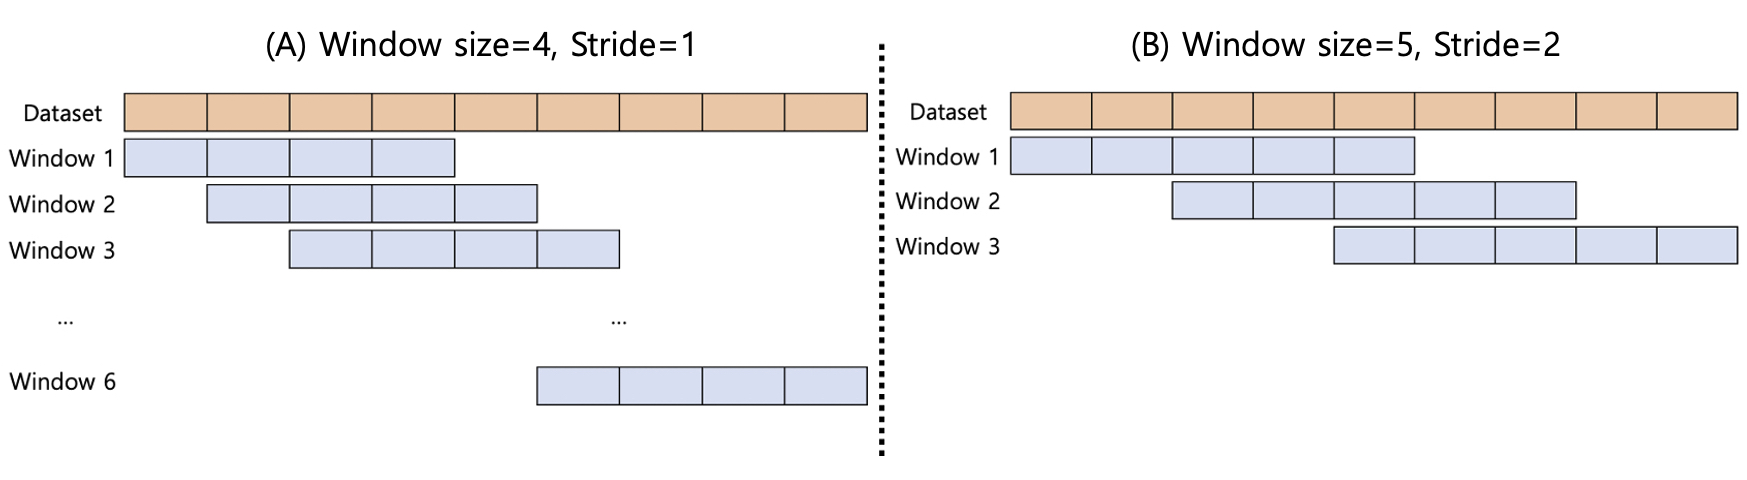 (A) Window size=4, Stride=1
Dataset
Window 1
Window 2
Window 3
... ...
Window 6
(B) Window size=5, Stride=2
Dataset
Window 1
Window 2
Window 3